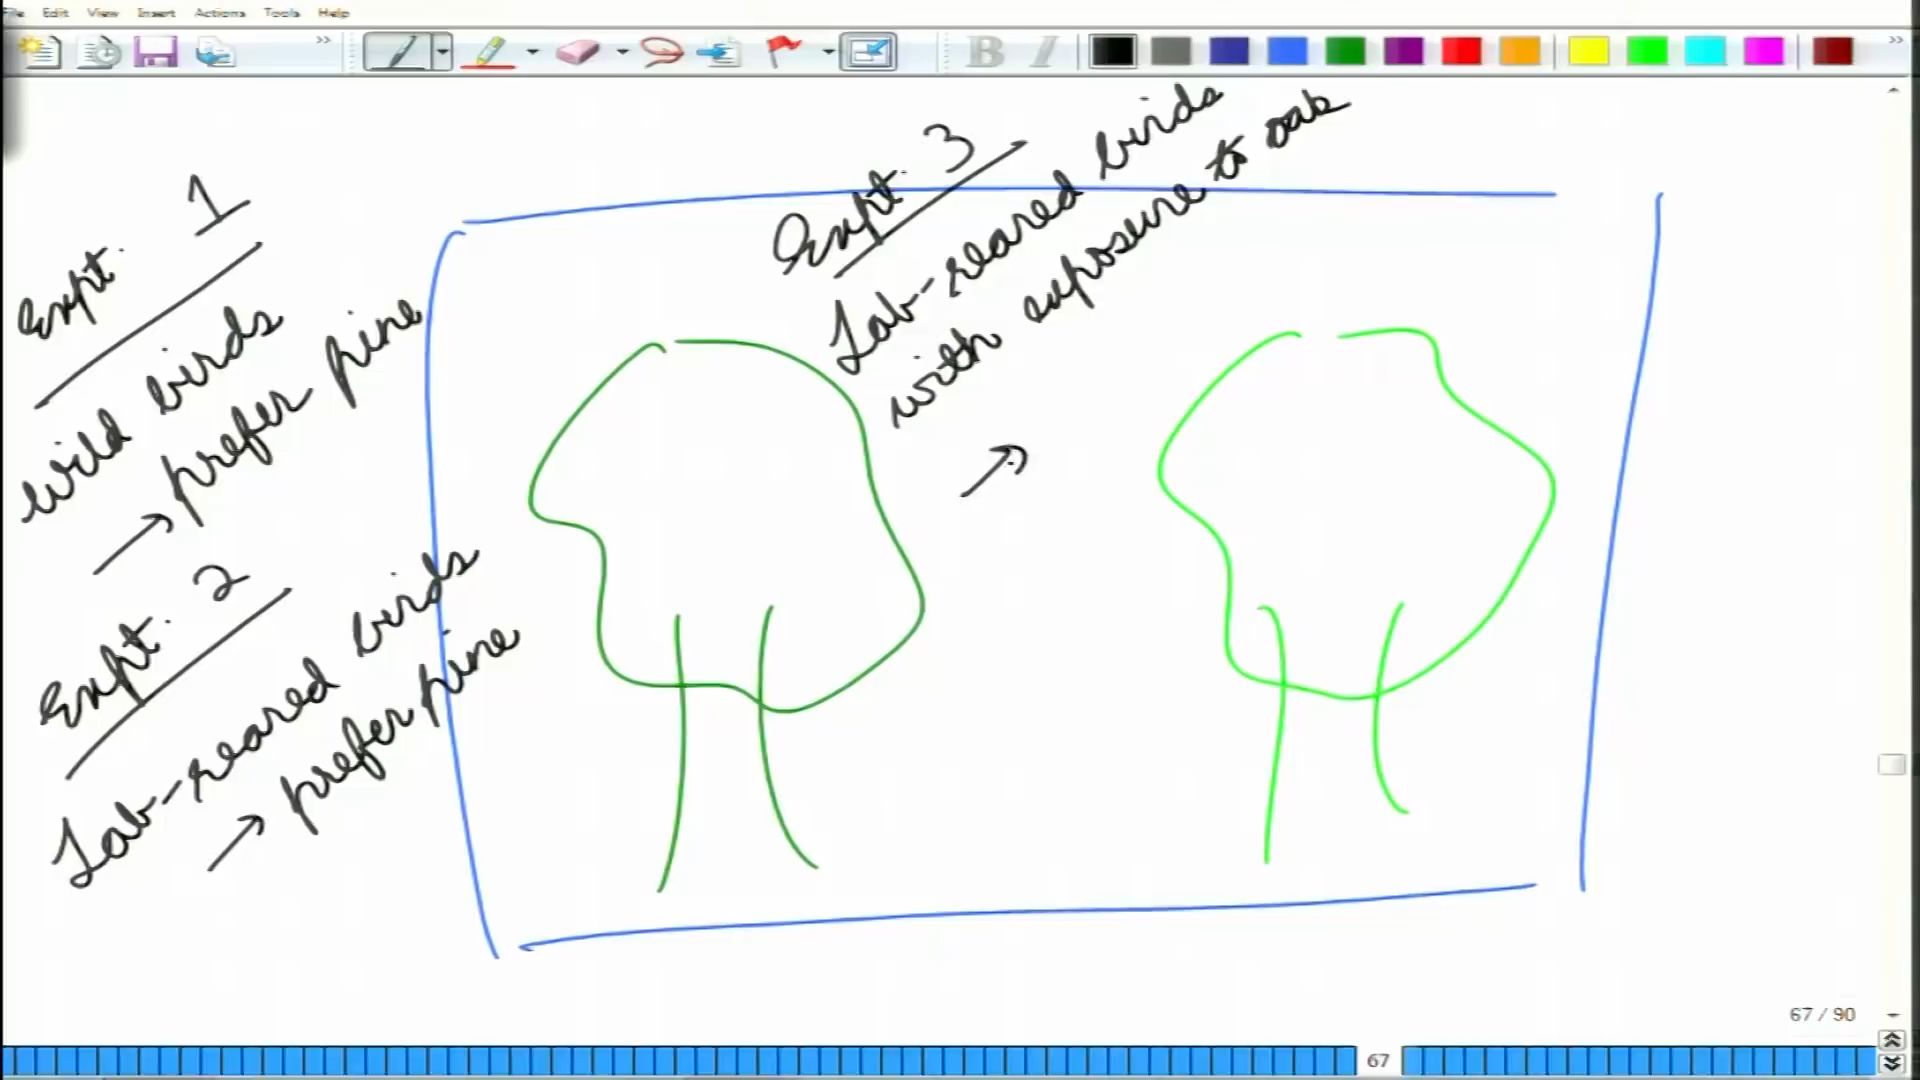 File Edit View Insert Actions Tools Help
B I
Expt. 1
wild birds
→ prefer pine
Expt. 2
Lab-reared birds
→ prefer pine
Expt. 3
Lab-reared birds
with exposure to oak
→
67 / 90
67